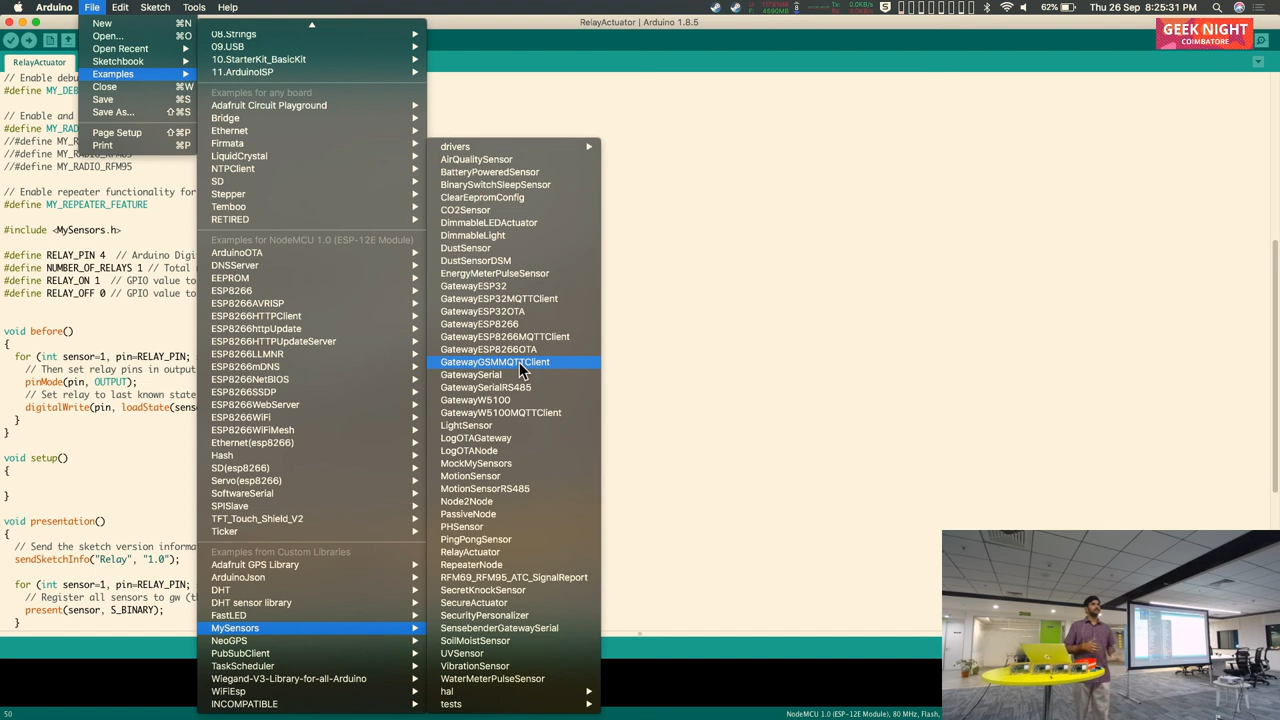 Arduino File Edit Sketch Tools Help
62% Thu 26 Sep 8:25:31 PM
RelayActuator | Arduino 1.8.5
GEEK NIGHT
COIMBATORE
RelayActuator
New ⌘N
Open... ⌘O
Open Recent
Sketchbook
Examples
Close ⌘W
Save ⌘S
Save As... ⇧⌘S
Page Setup ⇧⌘P
Print ⌘P
// Enable deb
#define MY_DEB
// Enable and
#define MY_RA
//#define MY_RADIO_RFM69
//#define MY_RADIO_RFM95
// Enable repeater functionality for
#define MY_REPEATER_FEATURE
#include <MySensors.h>
#define RELAY_PIN 4 // Arduino Digi
#define NUMBER_OF_RELAYS 1 // Total
#define RELAY_ON 1 // GPIO value to
#define RELAY_OFF 0 // GPIO value to
void before()
{
for (int sensor=1, pin=RELAY_PIN;
// Then set relay pins in output
pinMode(pin, OUTPUT);
// Set relay to last known state
digitalWrite(pin, loadState(sens
}
}
void setup()
{
}
void presentation()
{
// Send the sketch version informa
sendSketchInfo("Relay", "1.0");
for (int sensor=1, pin=RELAY_PIN;
// Register all sensors to gw (th
present(sensor, S_BINARY);
}
08.Strings
09.USB
10.StarterKit_BasicKit
11.ArduinoISP
Examples for any board
Adafruit Circuit Playground
Bridge
Ethernet
Firmata
LiquidCrystal
NTPClient
SD
Stepper
Temboo
RETIRED
Examples for NodeMCU 1.0 (ESP-12E Module)
ArduinoOTA
DNSServer
EEPROM
ESP8266
ESP8266AVRISP
ESP8266HTTPClient
ESP8266httpUpdate
ESP8266HTTPUpdateServer
ESP8266LLMNR
ESP8266mDNS
ESP8266NetBIOS
ESP8266SSDP
ESP8266WebServer
ESP8266WiFi
ESP8266WiFiMesh
Ethernet(esp8266)
Hash
SD(esp8266)
Servo(esp8266)
SoftwareSerial
SPISlave
TFT_Touch_Shield_V2
Ticker
Examples from Custom Libraries
Adafruit GPS Library
ArduinoJson
DHT
DHT sensor library
FastLED
MySensors
NeoGPS
PubSubClient
TaskScheduler
Wiegand-V3-Library-for-all-Arduino
WiFiEsp
INCOMPATIBLE
drivers
AirQualitySensor
BatteryPoweredSensor
BinarySwitchSleepSensor
ClearEepromConfig
CO2Sensor
DimmableLEDActuator
DimmableLight
DustSensor
DustSensorDSM
EnergyMeterPulseSensor
GatewayESP32
GatewayESP32MQTTClient
GatewayESP32OTA
GatewayESP8266
GatewayESP8266MQTTClient
GatewayESP8266OTA
GatewayGSMMQTTClient
GatewaySerial
GatewaySerialRS485
GatewayW5100
GatewayW5100MQTTClient
LightSensor
LogOTAGateway
LogOTANode
MockMySensors
MotionSensor
MotionSensorRS485
Node2Node
PassiveNode
PHSensor
PingPongSensor
RelayActuator
RepeaterNode
RFM69_RFM95_ATC_SignalReport
SecretKnockSensor
SecureActuator
SecurityPersonalizer
SensebenderGatewaySerial
SoilMoistSensor
UVSensor
VibrationSensor
WaterMeterPulseSensor
hal
tests
50
NodeMCU 1.0 (ESP-12E Module), 80 MHz, Flash,